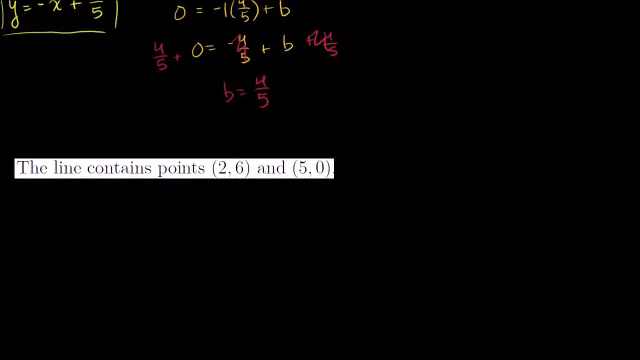 y = -x + /5
0 = -1(4/5) + b
4/5 + 0 = -4/5 + b + 4/5
b = 4/5
The line contains points (2, 6) and (5, 0).